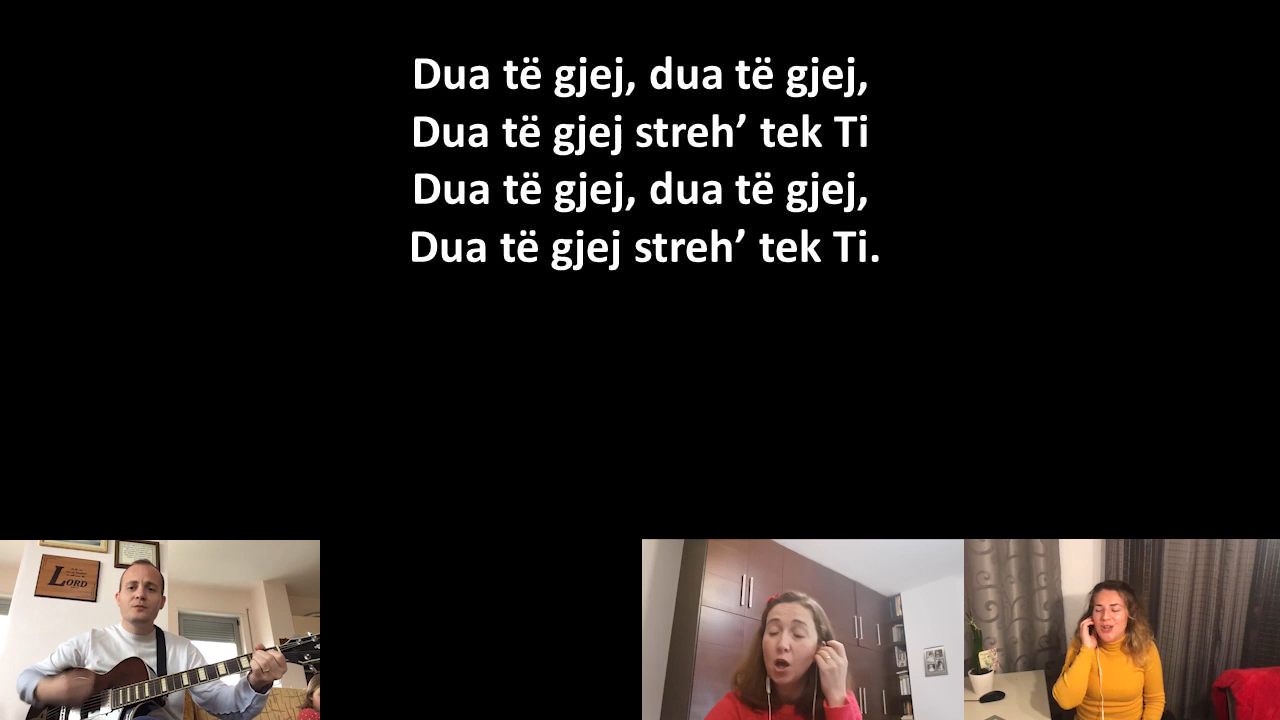 Dua të gjej, dua të gjej,
Dua të gjej streh’ tek Ti
Dua të gjej, dua të gjej,
Dua të gjej streh’ tek Ti.
LORD